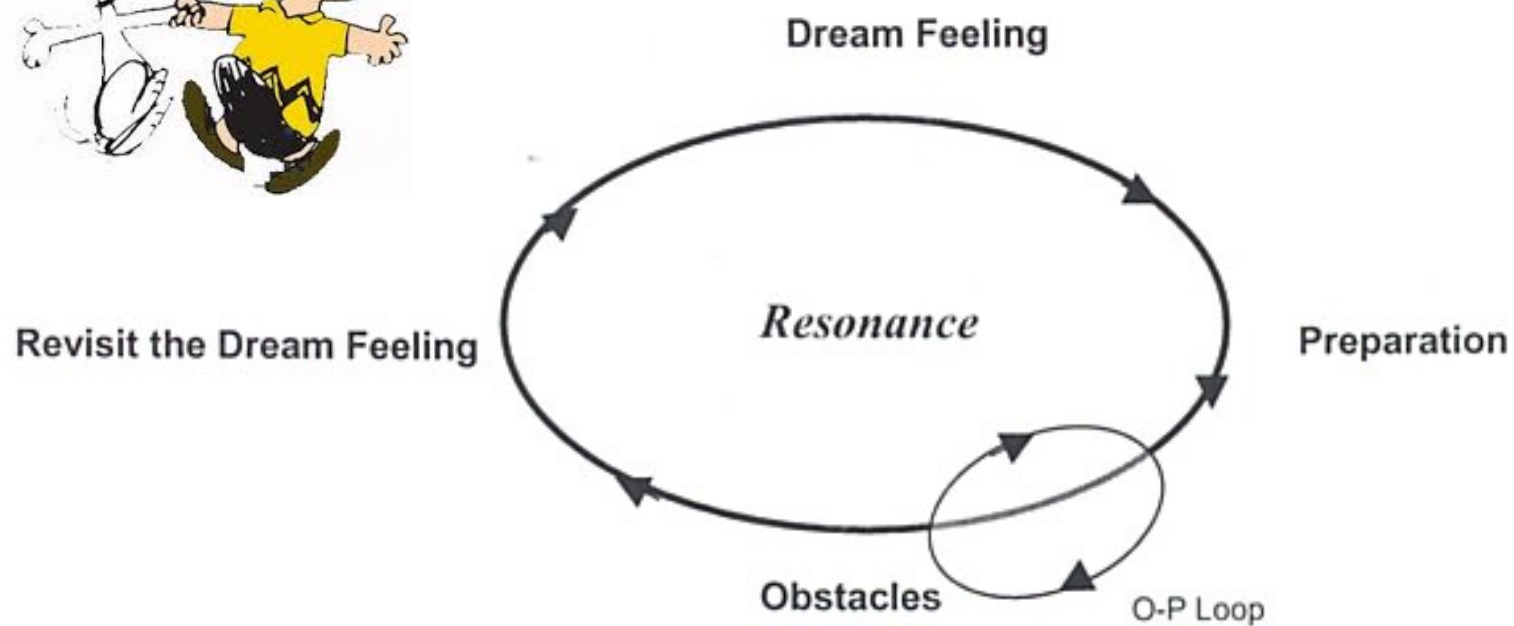 Dream Feeling
Revisit the Dream Feeling
Resonance
Preparation
Obstacles
O-P Loop